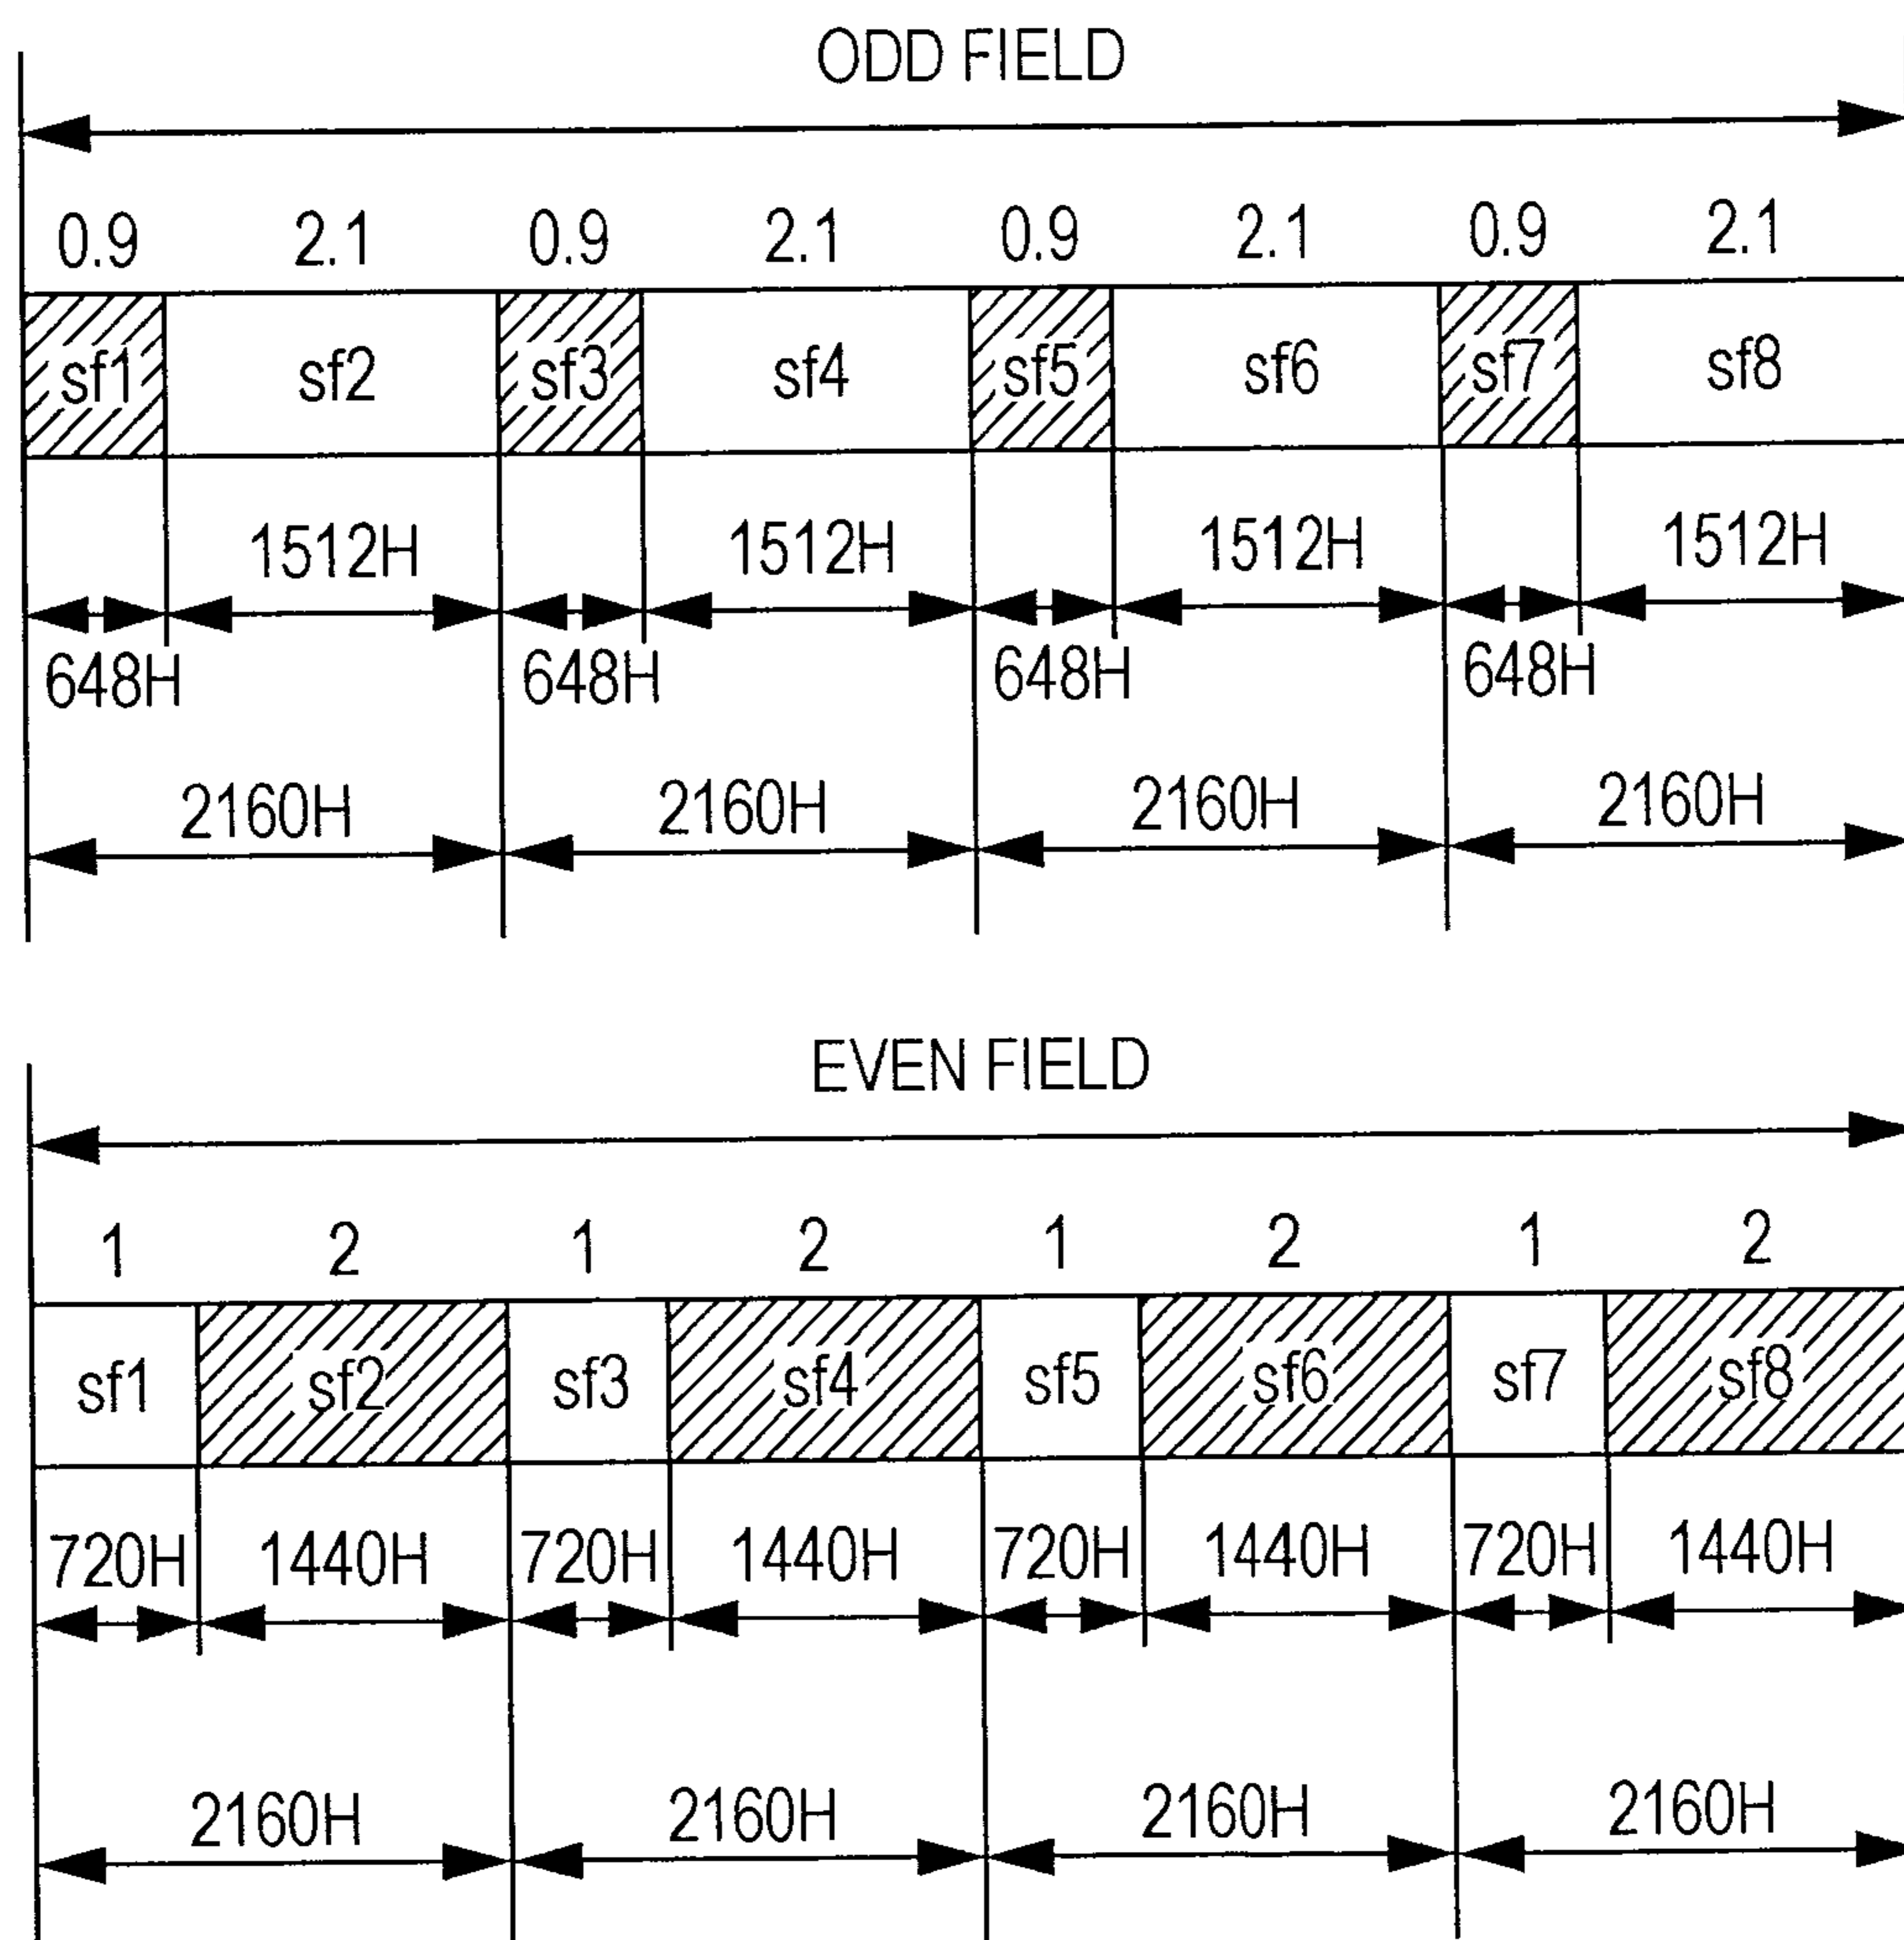 ODD FIELD
0.9 2.1 0.9 2.1 0.9 2.1 0.9 2.1
sf1 sf2 sf3 sf4 sf5 sf6 sf7 sf8
1512H 1512H 1512H 1512H
648H 648H 648H 648H
2160H 2160H 2160H 2160H
EVEN FIELD
1 2 1 2 1 2 1 2
sf1 sf2 sf3 sf4 sf5 sf6 sf7 sf8
720H 1440H 720H 1440H 720H 1440H 720H 1440H
2160H 2160H 2160H 2160H